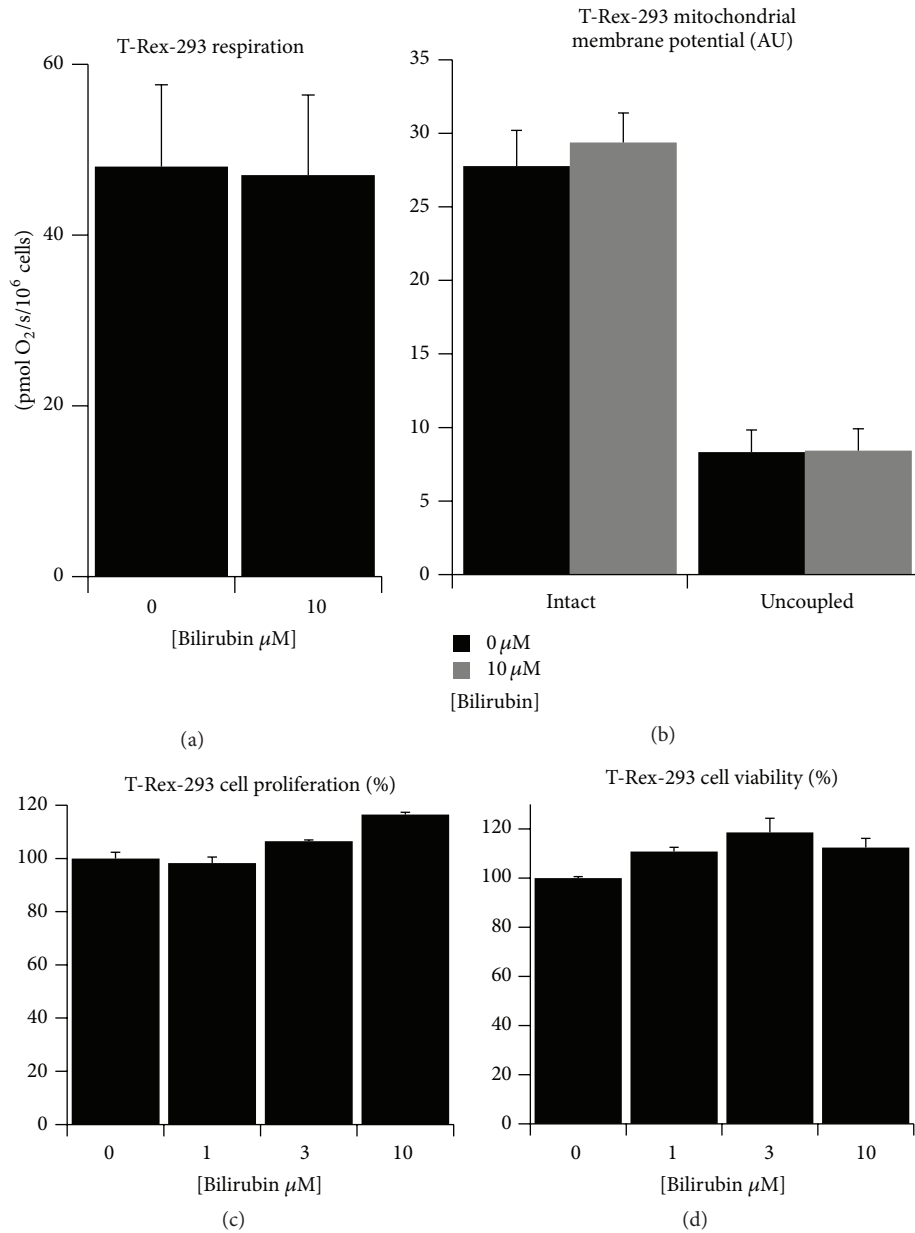 T-Rex-293 respiration
60
40
20
0
(pmol O₂/s/10⁶ cells)
0 10
[Bilirubin μM]
(a)
T-Rex-293 mitochondrial
membrane potential (AU)
35
30
25
20
15
10
5
0
Intact Uncoupled
0 μM
10 μM
[Bilirubin]
(b)
T-Rex-293 cell proliferation (%)
120
100
80
60
40
20
0
0 1 3 10
[Bilirubin μM]
(c)
T-Rex-293 cell viability (%)
120
100
80
60
40
20
0
0 1 3 10
[Bilirubin μM]
(d)